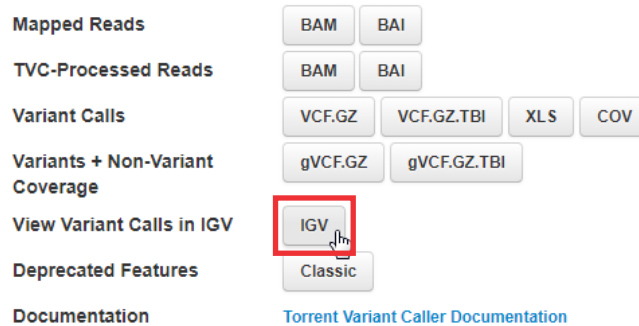 Mapped Reads BAM BAI
TVC-Processed Reads BAM BAI
Variant Calls VCF.GZ VCF.GZ.TBI XLS COV
Variants + Non-Variant
Coverage gVCF.GZ gVCF.GZ.TBI
View Variant Calls in IGV IGV
Deprecated Features Classic
Documentation Torrent Variant Caller Documentation